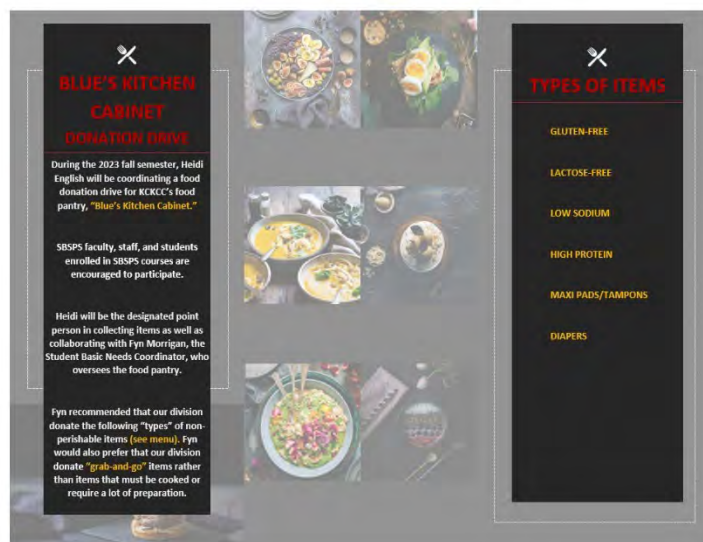 BLUE'S KITCHEN
CABINET
DONATION DRIVE
During the 2023 fall semester, Heidi
English will be coordinating a food
donation drive for KCKCC's food
pantry, "Blue's Kitchen Cabinet."
SBSPS faculty, staff, and students
enrolled in SBSPS courses are
encouraged to participate.
Heidi will be the designated point
person in collecting items as well as
collaborating with Fyn Morrigan, the
Student Basic Needs Coordinator, who
oversees the food pantry.
Fyn recommended that our division
donate the following "types" of non-
perishable items (see menu). Fyn
would also prefer that our division
donate "grab-and-go" items rather
than items that must be cooked or
require a lot of preparation.
TYPES OF ITEMS
GLUTEN-FREE
LACTOSE-FREE
LOW SODIUM
HIGH PROTEIN
MAXI PADS/TAMPONS
DIAPERS